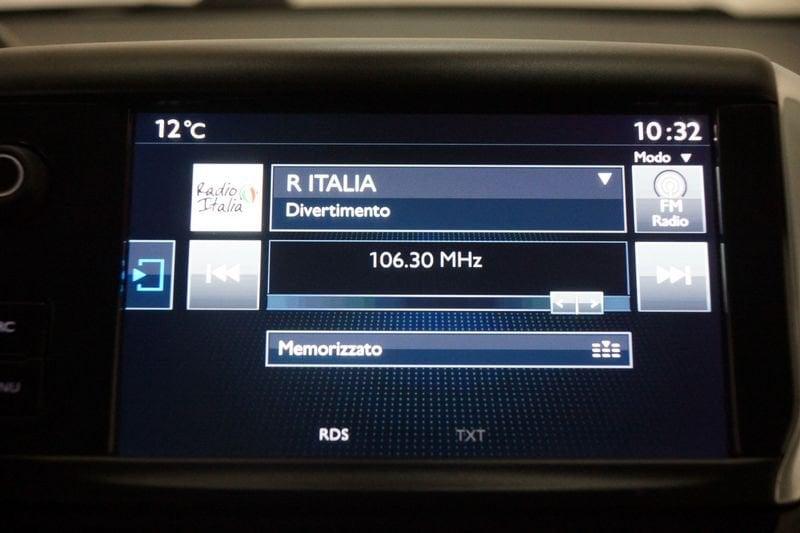 12°C
10:32
Modo
Radio
Italia
R ITALIA
Divertimento
FM
Radio
106.30 MHz
Memorizzato
RDS
TXT